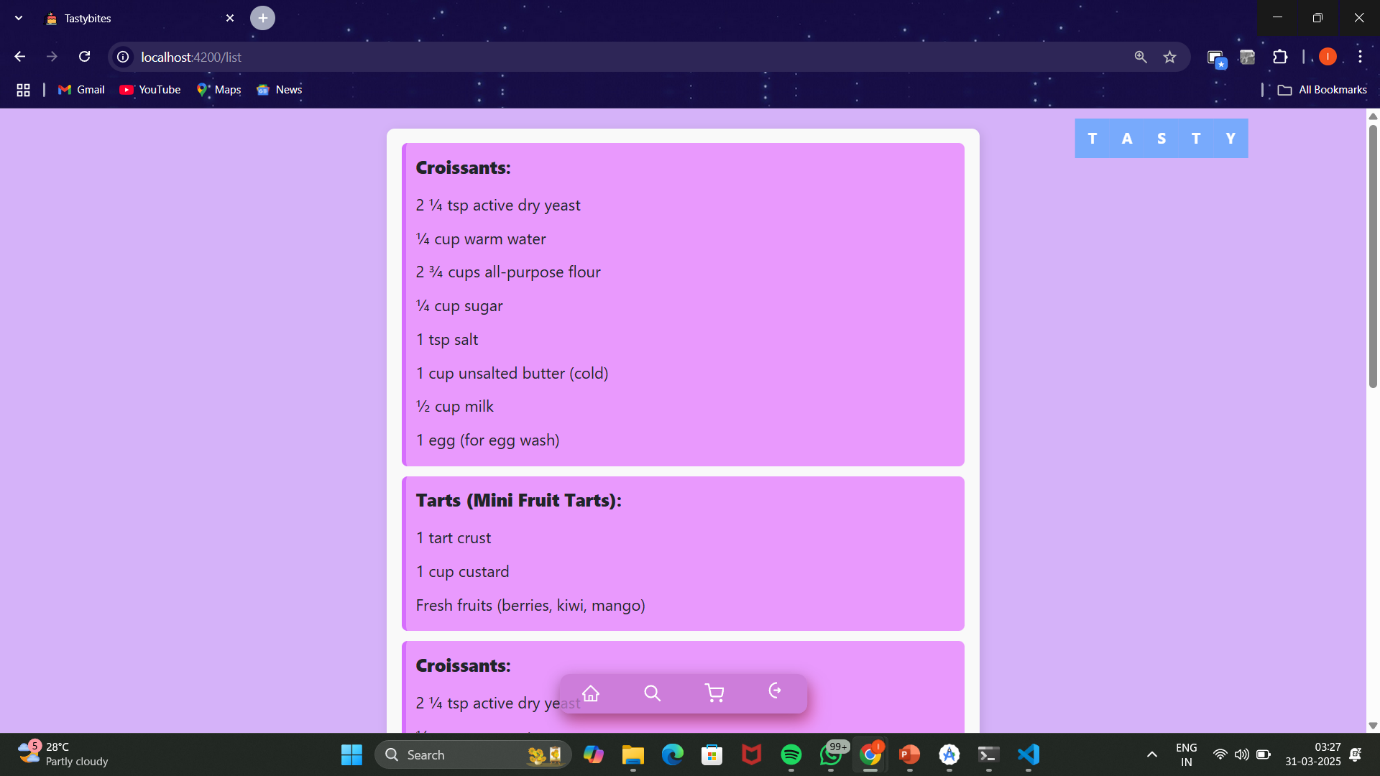 Tastybites
localhost:4200/list
Gmail YouTube Maps News All Bookmarks
T A S T Y
Croissants:
2 ¼ tsp active dry yeast
¼ cup warm water
2 ¾ cups all-purpose flour
¼ cup sugar
1 tsp salt
1 cup unsalted butter (cold)
½ cup milk
1 egg (for egg wash)
Tarts (Mini Fruit Tarts):
1 tart crust
1 cup custard
Fresh fruits (berries, kiwi, mango)
Croissants:
2 ¼ tsp active dry yeast
5 28°C
Partly cloudy
Search
99+
ENG
IN
03:27
31-03-2025